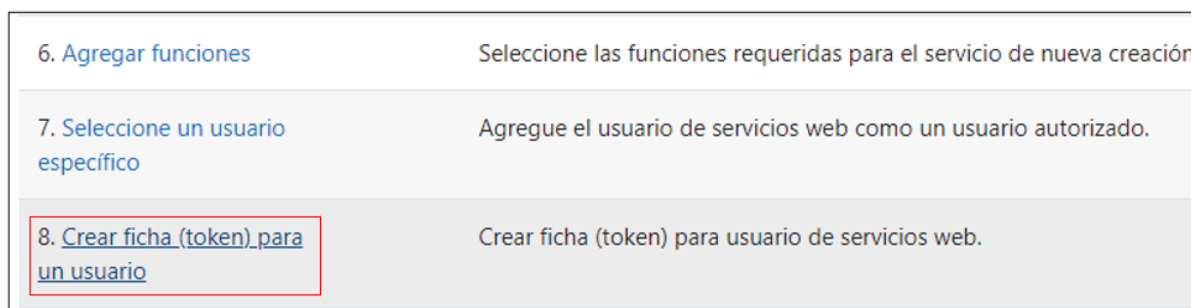 6. Agregar funciones
Seleccione las funciones requeridas para el servicio de nueva creación
7. Seleccione un usuario
específico
Agregue el usuario de servicios web como un usuario autorizado.
8. Crear ficha (token) para
un usuario
Crear ficha (token) para usuario de servicios web.